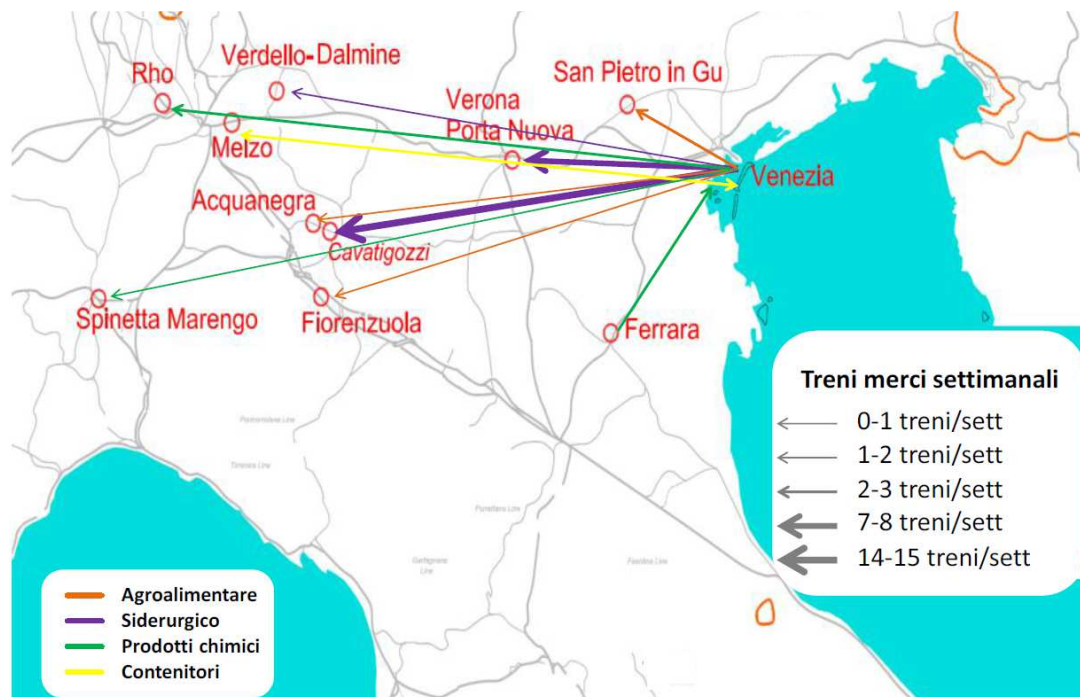 Verdello-Dalmine
Rho
San Pietro in Gu
Verona
Porta Nuova
Melzo
Venezia
Acquanegra
Cavatigozzi
Spinetta Marengo
Fiorenzuola
Ferrara
Treni merci settimanali
0-1 treni/sett
1-2 treni/sett
2-3 treni/sett
7-8 treni/sett
14-15 treni/sett
Agroalimentare
Siderurgico
Prodotti chimici
Contenitori